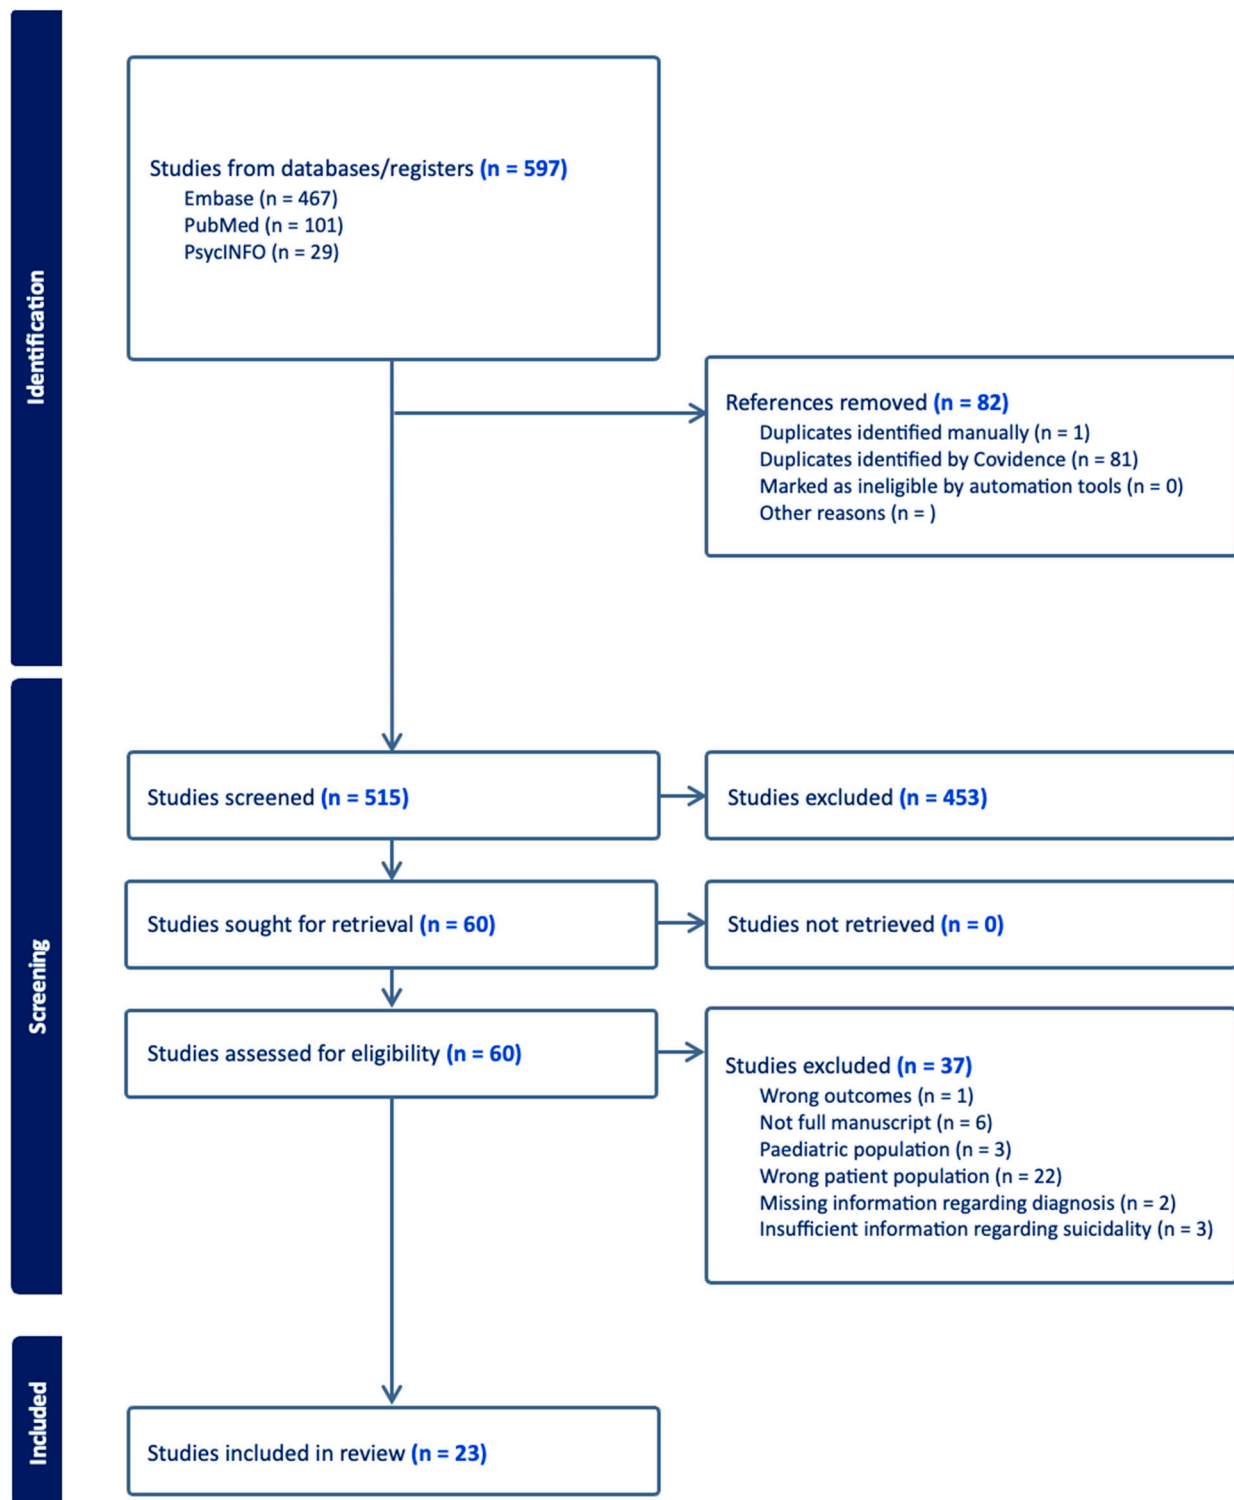 Identification
Studies from databases/registers (n = 597)
Embase (n = 467)
PubMed (n = 101)
PsycINFO (n = 29)
References removed (n = 82)
Duplicates identified manually (n = 1)
Duplicates identified by Covidence (n = 81)
Marked as ineligible by automation tools (n = 0)
Other reasons (n = )
Screening
Studies screened (n = 515)
Studies excluded (n = 453)
Studies sought for retrieval (n = 60)
Studies not retrieved (n = 0)
Studies assessed for eligibility (n = 60)
Studies excluded (n = 37)
Wrong outcomes (n = 1)
Not full manuscript (n = 6)
Paediatric population (n = 3)
Wrong patient population (n = 22)
Missing information regarding diagnosis (n = 2)
Insufficient information regarding suicidality (n = 3)
Included
Studies included in review (n = 23)